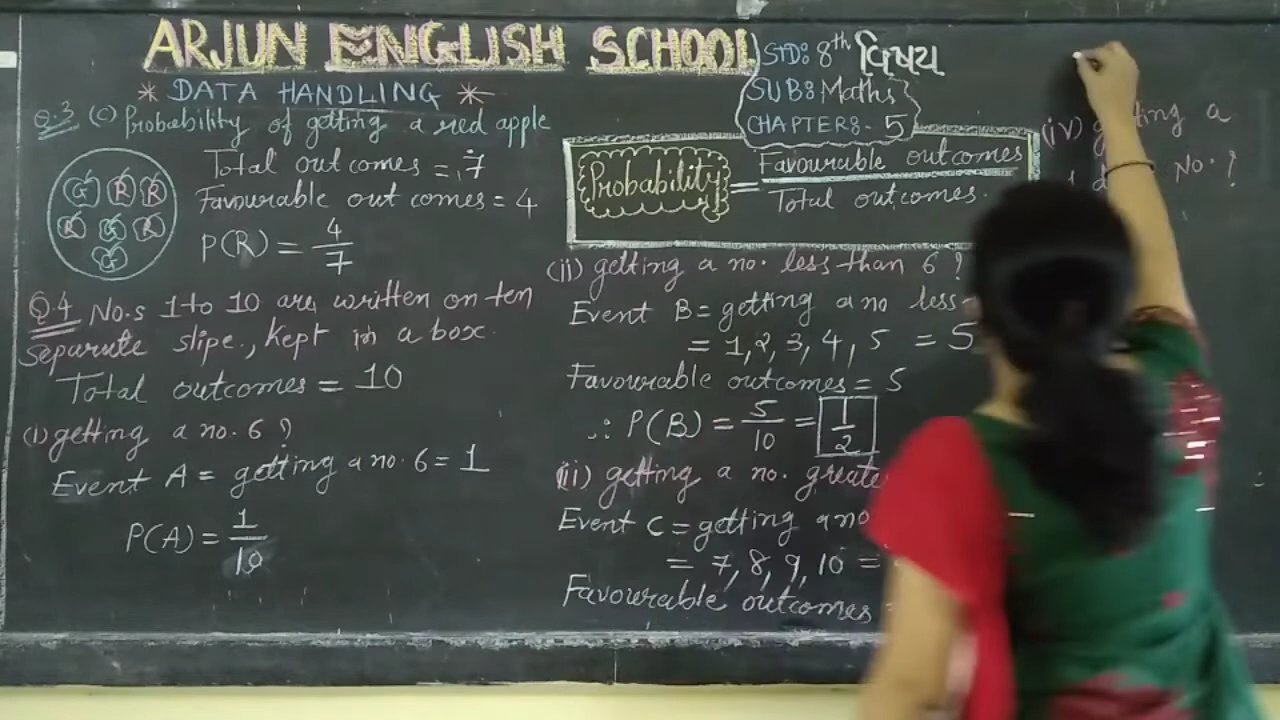 ARJUN ENGLISH SCHOOL
STD: 8th વિષય
SUB: Maths
CHAPTER: - 5
* DATA HANDLING *
Q.3 (c) Probability of getting a red apple
G R R
R G R
G
Total outcomes = 7
Favourable outcomes = 4
P(R) = 4/7
Q.4 No.s 1 to 10 are written on ten
separate slipe., kept in a box.
Total outcomes = 10
(i) getting a no. 6 ?
Event A = getting a no. 6 = 1
P(A) = 1/10
Probability = Favourable outcomes / Total outcomes.
(ii) getting a no. less than 6 ?
Event B = getting a no less
= 1, 2, 3, 4, 5 = 5
Favourable outcomes = 5
∴ P(B) = 5/10 = 1/2
(ii) getting a no. greate
Event C = getting a no
= 7, 8, 9, 10 =
Favourable outcomes =
(iv) getting a
No. ?